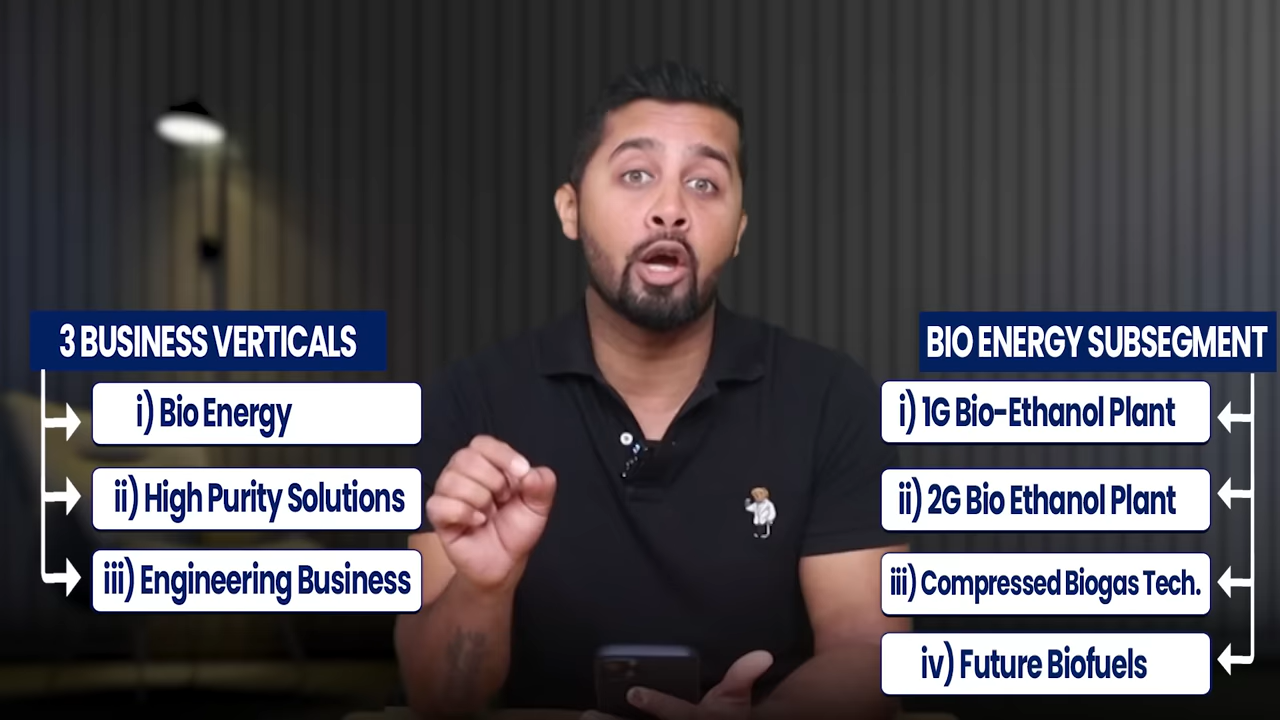 3 BUSINESS VERTICALS
i) Bio Energy
ii) High Purity Solutions
iii) Engineering Business
BIO ENERGY SUBSEGMENT
i) 1G Bio-Ethanol Plant
ii) 2G Bio Ethanol Plant
iii) Compressed Biogas Tech.
iv) Future Biofuels